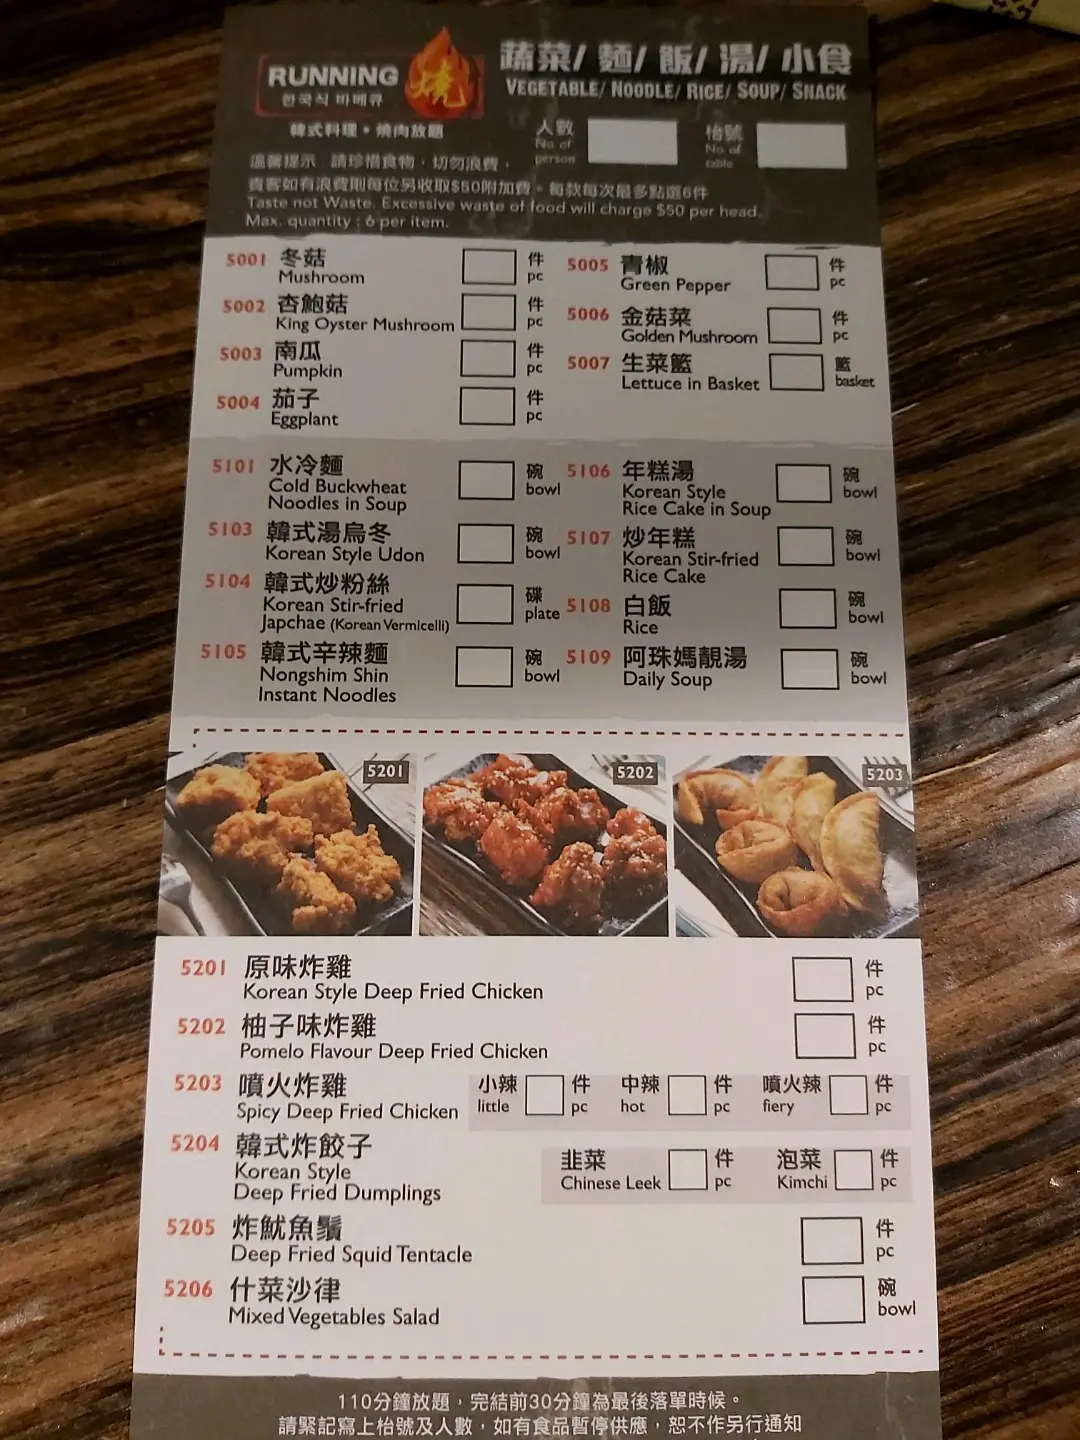 RUNNING 燒
한국식 바베큐
韓式料理・燒肉放題
蔬菜/ 麵/ 飯/ 湯/ 小食
VEGETABLE/ NOODLE/ RICE/ SOUP/ SNACK
人數
No. of
person
枱號
No. of
table
溫馨提示 請珍惜食物，切勿浪費，
貴客如有浪費則每位另收取$50附加費。每款每次最多點選6件
Taste not Waste. Excessive waste of food will charge $50 per head.
Max. quantity : 6 per item.
5001 冬菇 件
Mushroom pc
5002 杏鮑菇 件
King Oyster Mushroom pc
5003 南瓜 件
Pumpkin pc
5004 茄子 件
Eggplant pc
5005 青椒 件
Green Pepper pc
5006 金菇菜 件
Golden Mushroom pc
5007 生菜籃 籃
Lettuce in Basket basket
5101 水冷麵 碗
Cold Buckwheat bowl
Noodles in Soup
5103 韓式湯烏冬 碗
Korean Style Udon bowl
5104 韓式炒粉絲 碟
Korean Stir-fried plate
Japchae (Korean Vermicelli)
5105 韓式辛辣麵 碗
Nongshim Shin bowl
Instant Noodles
5106 年糕湯 碗
Korean Style bowl
Rice Cake in Soup
5107 炒年糕 碗
Korean Stir-fried bowl
Rice Cake
5108 白飯 碗
Rice bowl
5109 阿珠媽靚湯 碗
Daily Soup bowl
5201
5202
5203
5201 原味炸雞 件
Korean Style Deep Fried Chicken pc
5202 柚子味炸雞 件
Pomelo Flavour Deep Fried Chicken pc
5203 噴火炸雞 小辣 件 中辣 件 噴火辣 件
Spicy Deep Fried Chicken little pc hot pc fiery pc
5204 韓式炸餃子 韭菜 件 泡菜 件
Korean Style Chinese Leek pc Kimchi pc
Deep Fried Dumplings
5205 炸魷魚鬚 件
Deep Fried Squid Tentacle pc
5206 什菜沙律 碗
Mixed Vegetables Salad bowl
110分鐘放題，完結前30分鐘為最後落單時候。
請緊記寫上枱號及人數，如有食品暫停供應，恕不作另行通知